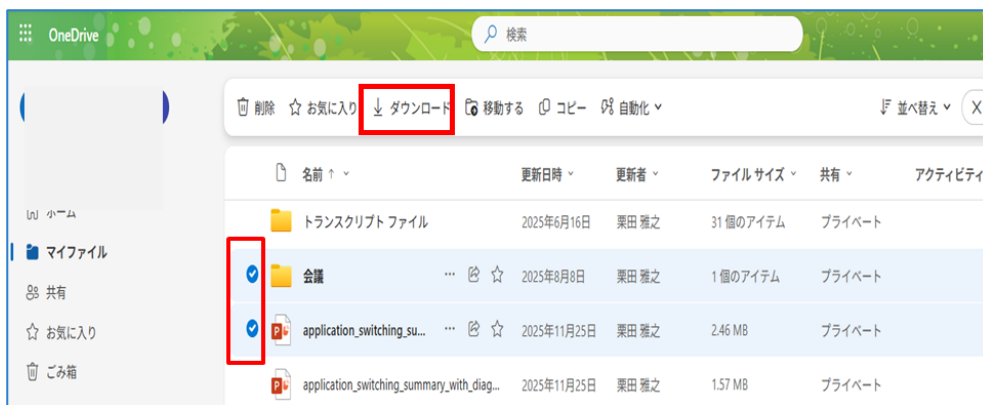 OneDrive
検索
削除 お気に入り ダウンロード 移動する コピー 自動化 並べ替え X
名前 更新日時 更新者 ファイル サイズ 共有 アクティビティ
トランスクリプト ファイル 2025年6月16日 栗田 雅之 31 個のアイテム プライベート
ホーム
マイファイル
会議 ... 2025年8月8日 栗田 雅之 1 個のアイテム プライベート
共有
application_switching_su... ... 2025年11月25日 栗田 雅之 2.46 MB プライベート
お気に入り
ごみ箱
application_switching_summary_with_diag... 2025年11月25日 栗田 雅之 1.57 MB プライベート